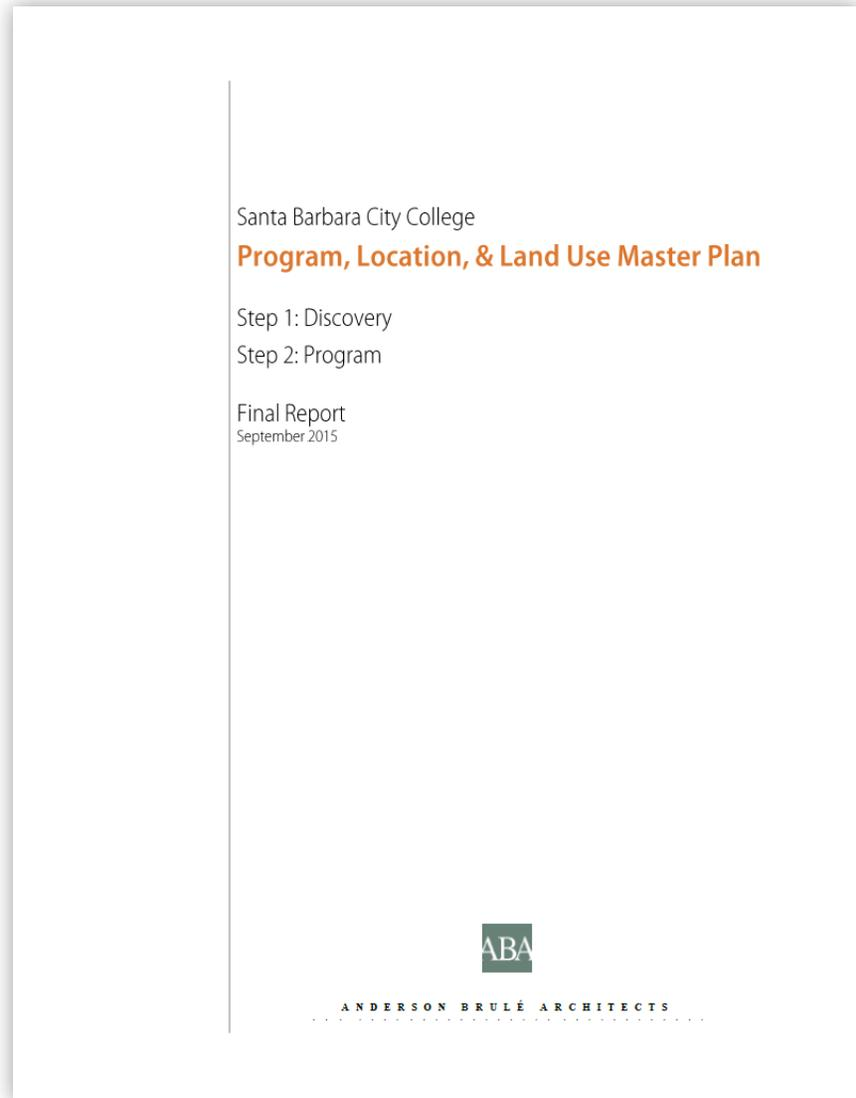 Santa Barbara City College
Program, Location, & Land Use Master Plan
Step 1: Discovery
Step 2: Program
Final Report
September 2015
ABA
ANDERSON BRULÉ ARCHITECTS